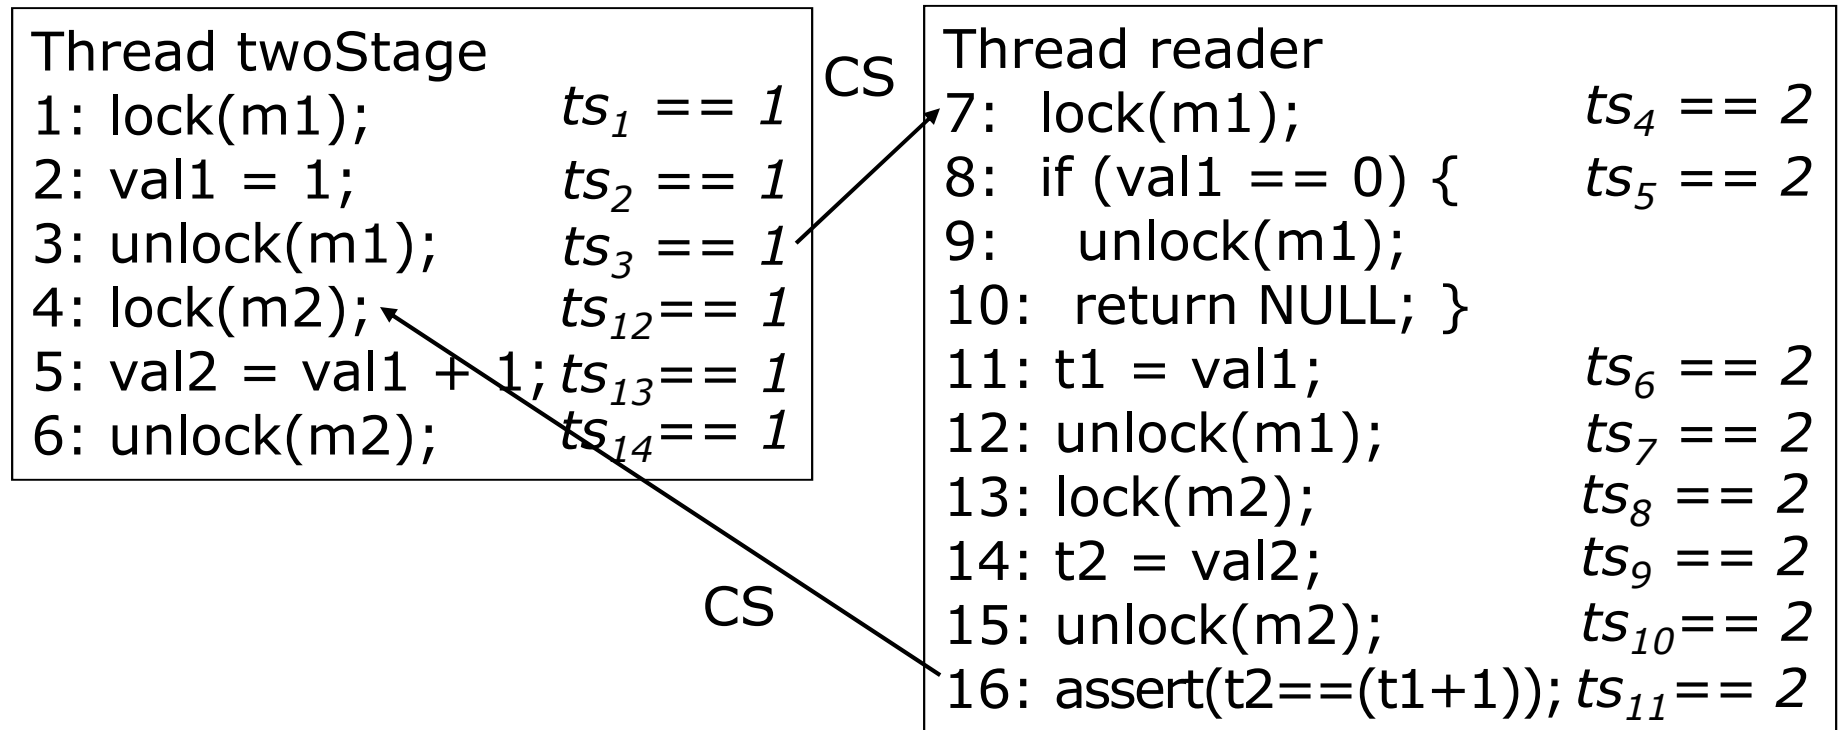 Thread twoStage
1: lock(m1); ts₁ == 1
2: val1 = 1; ts₂ == 1
3: unlock(m1); ts₃ == 1
4: lock(m2); ts₁₂== 1
5: val2 = val1 + 1; ts₁₃== 1
6: unlock(m2); ts₁₄== 1
CS
Thread reader
7: lock(m1); ts₄ == 2
8: if (val1 == 0) { ts₅ == 2
9: unlock(m1);
10: return NULL; }
11: t1 = val1; ts₆ == 2
12: unlock(m1); ts₇ == 2
13: lock(m2); ts₈ == 2
14: t2 = val2; ts₉ == 2
15: unlock(m2); ts₁₀== 2
16: assert(t2==(t1+1)); ts₁₁== 2
CS